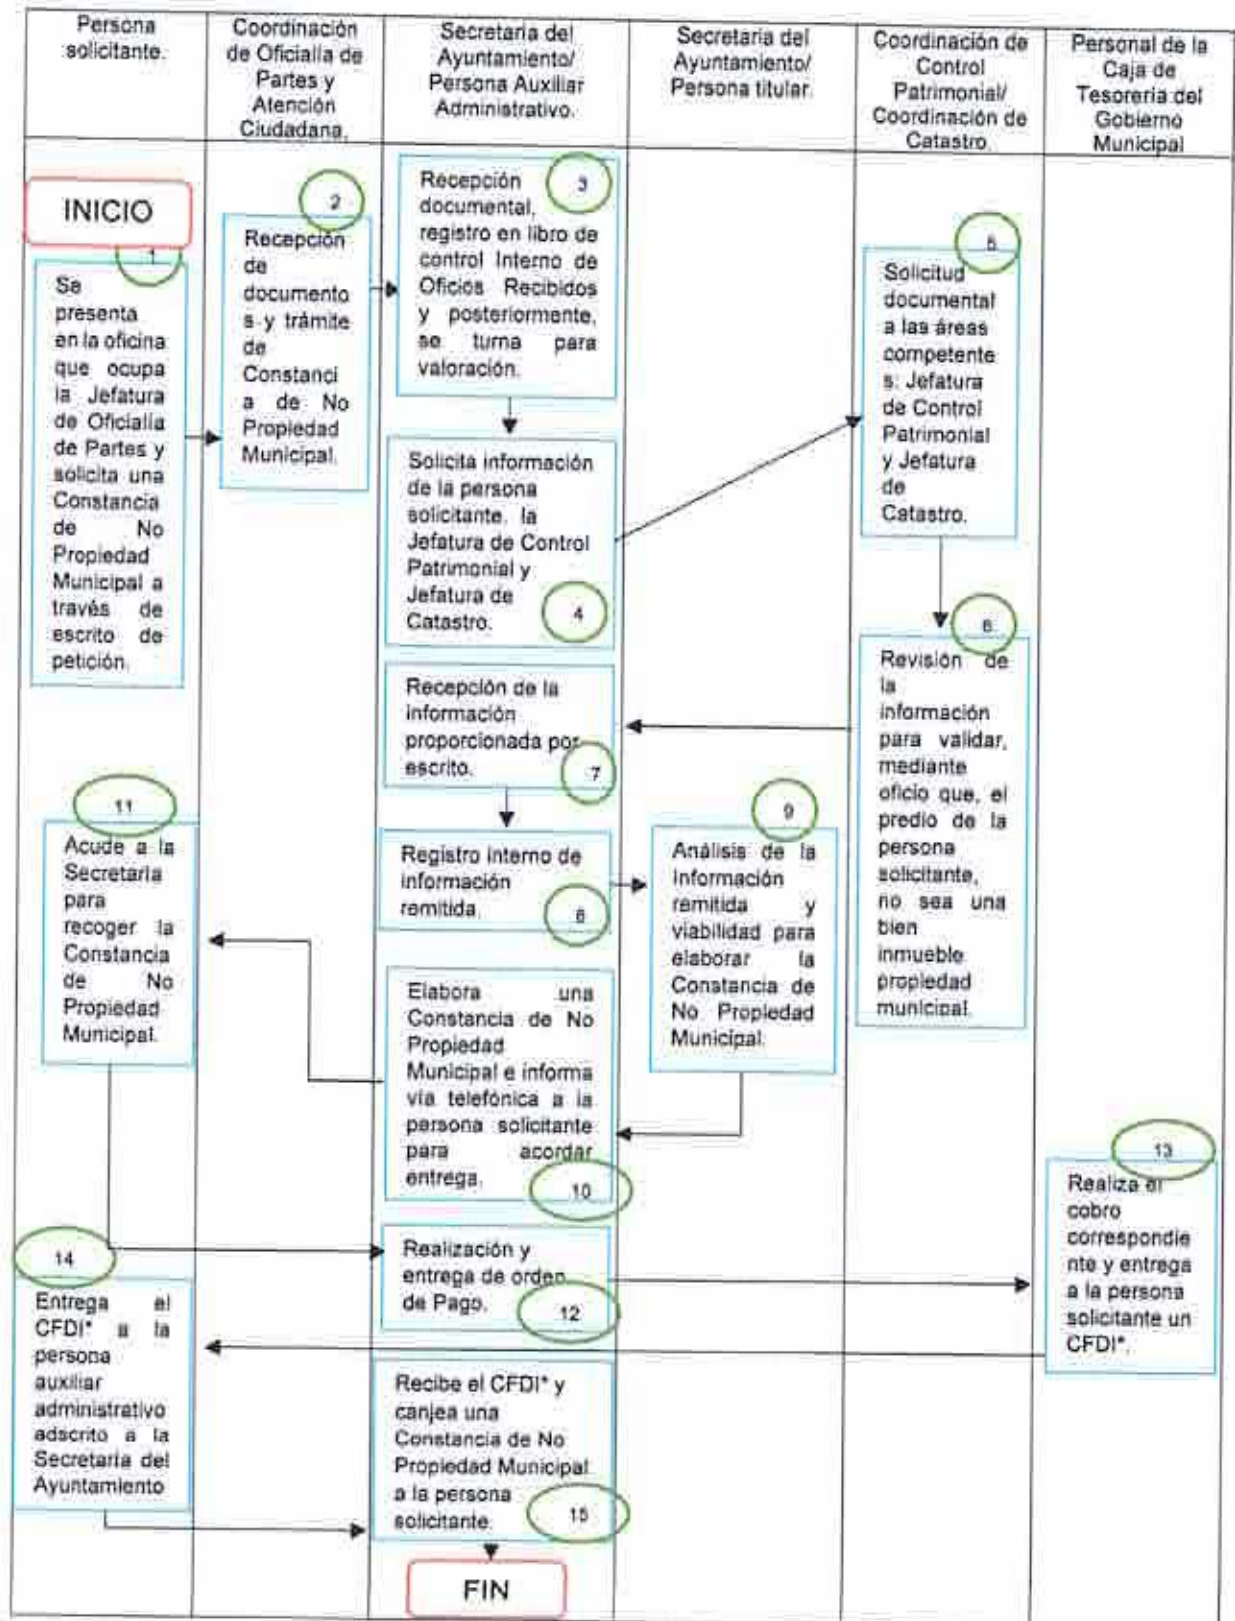 Persona
solicitante.
Coordinación
de Oficialía de
Partes y
Atención
Ciudadana.
Secretaria del
Ayuntamiento/
Persona Auxiliar
Administrativo.
Secretaria del
Ayuntamiento/
Persona titular.
Coordinación de
Control
Patrimonial/
Coordinación de
Catastro.
Personal de la
Caja de
Tesorería del
Gobierno
Municipal
INICIO
1
Se
presenta
en la oficina
que ocupa
la Jefatura
de Oficialía
de Partes y
solicita una
Constancia
de No
Propiedad
Municipal a
través de
escrito de
petición.
2
Recepción
de
documento
s y trámite
de
Constanci
a de No
Propiedad
Municipal.
3
Recepción
documental,
registro en libro de
control Interno de
Oficios Recibidos
y posteriormente,
se turna para
valoración.
Solicita información
de la persona
solicitante, la
Jefatura de Control
Patrimonial y
Jefatura de
Catastro.
4
5
Solicitud
documental
a las áreas
competente
s: Jefatura
de Control
Patrimonial
y Jefatura
de
Catastro.
6
Revisión de
la
información
para validar,
mediante
oficio que, el
predio de la
persona
solicitante,
no sea una
bien
inmueble
propiedad
municipal.
Recepción de la
información
proporcionada por
escrito.
7
Registro interno de
información
remitida.
8
9
Análisis de la
Información
remitida y
viabilidad para
elaborar la
Constancia de
No Propiedad
Municipal.
Elabora una
Constancia de No
Propiedad
Municipal e informa
vía telefónica a la
persona solicitante
para acordar
entrega.
10
11
Acude a la
Secretaría
para
recoger la
Constancia
de No
Propiedad
Municipal.
Realización y
entrega de orden
de Pago.
12
13
Realiza el
cobro
correspondie
nte y entrega
a la persona
solicitante un
CFDI*.
14
Entrega el
CFDI* a la
persona
auxiliar
administrativo
adscrito a la
Secretaría del
Ayuntamiento
Recibe el CFDI* y
canjea una
Constancia de No
Propiedad Municipal
a la persona
solicitante.
15
FIN